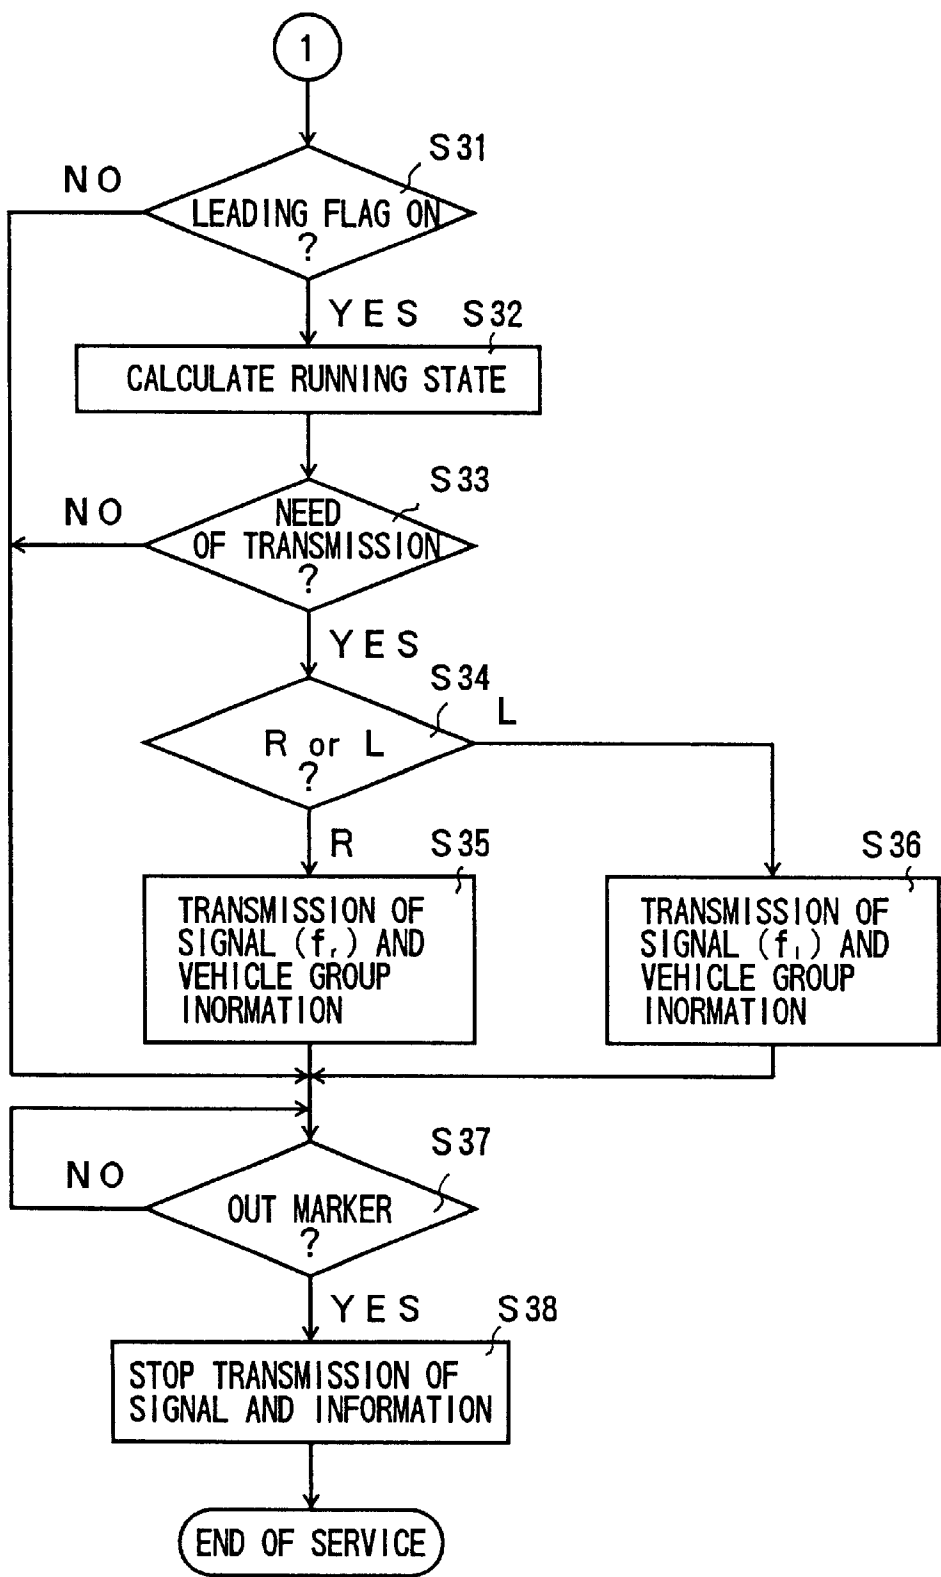 1
S31
NO
LEADING FLAG ON
?
YES
S32
CALCULATE RUNNING STATE
S33
NO
NEED
OF TRANSMISSION
?
YES
S34
L
R or L
?
R
S35
S36
TRANSMISSION OF
SIGNAL (fr) AND
VEHICLE GROUP
INORMATION
TRANSMISSION OF
SIGNAL (fl) AND
VEHICLE GROUP
INORMATION
S37
NO
OUT MARKER
?
YES
S38
STOP TRANSMISSION OF
SIGNAL AND INFORMATION
END OF SERVICE